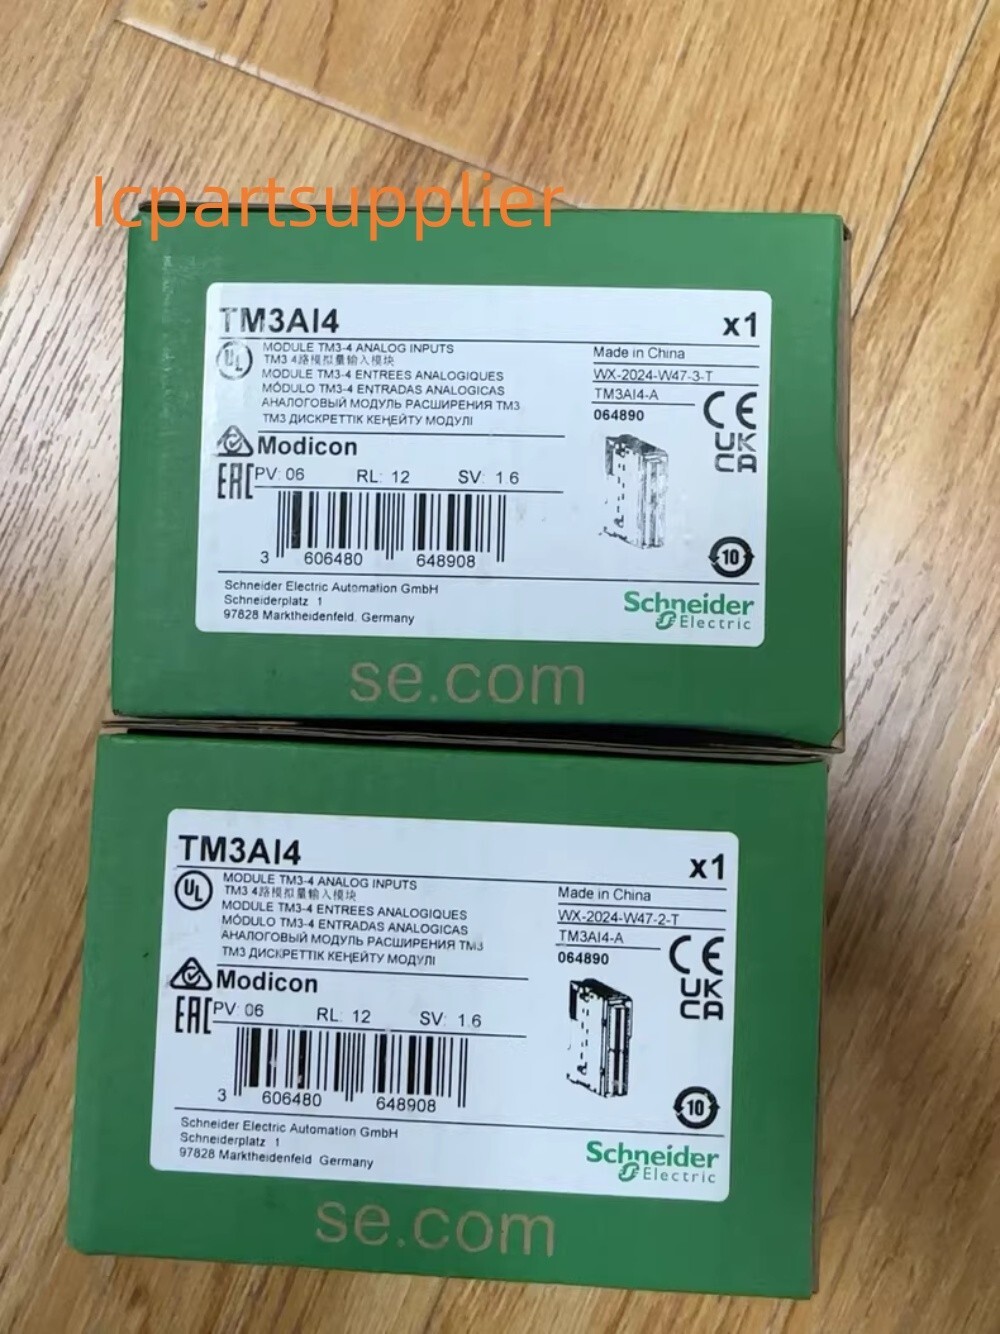 Icpartsupplier
TM3AI4
x1
UL
MODULE TM3-4 ANALOG INPUTS
TM3 4路模拟量输入模块
MODULE TM3-4 ENTREES ANALOGIQUES
MÓDULO TM3-4 ENTRADAS ANALOGICAS
АНАЛОГОВЫЙ МОДУЛЬ РАСШИРЕНИЯ TM3
TM3 ДИСКРЕТТІК КЕҢЕЙТУ МОДУЛІ
Made in China
WX-2024-W47-3-T
TM3AI4-A
064890
CE
UK
CA
Modicon
EAC
PV: 06 RL: 12 SV: 1.6
3 606480 648908
10
Schneider Electric Automation GmbH
Schneiderplatz 1
97828 Marktheidenfeld. Germany
Schneider
Electric
se.com
TM3AI4
x1
UL
MODULE TM3-4 ANALOG INPUTS
TM3 4路模拟量输入模块
MODULE TM3-4 ENTREES ANALOGIQUES
MÓDULO TM3-4 ENTRADAS ANALOGICAS
АНАЛОГОВЫЙ МОДУЛЬ РАСШИРЕНИЯ TM3
TM3 ДИСКРЕТТІК КЕҢЕЙТУ МОДУЛІ
Made in China
WX-2024-W47-2-T
TM3AI4-A
064890
CE
UK
CA
Modicon
EAC
PV: 06 RL: 12 SV: 1.6
3 606480 648908
10
Schneider Electric Automation GmbH
Schneiderplatz 1
97828 Marktheidenfeld Germany
Schneider
Electric
se.com